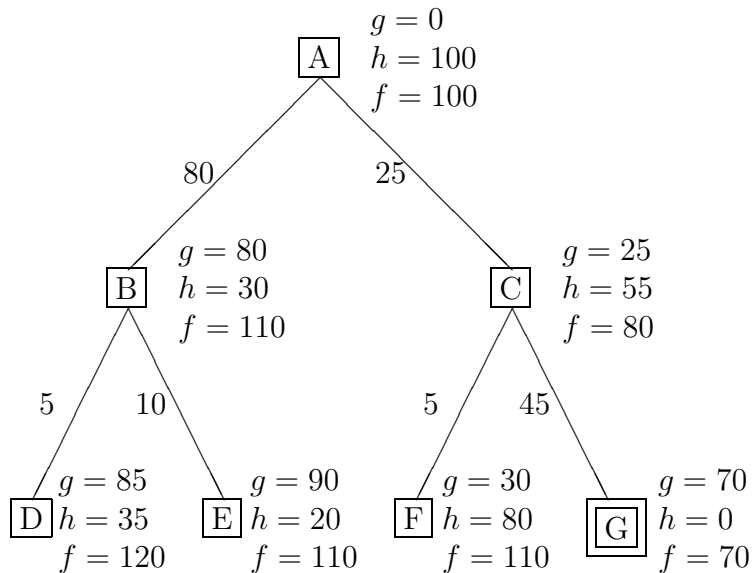 A
g = 0
h = 100
f = 100
80
25
B
g = 80
h = 30
f = 110
C
g = 25
h = 55
f = 80
5
10
5
45
D
g = 85
h = 35
f = 120
E
g = 90
h = 20
f = 110
F
g = 30
h = 80
f = 110
G
g = 70
h = 0
f = 70